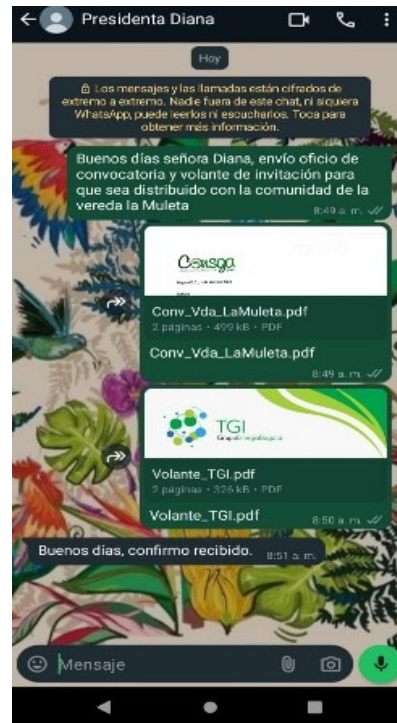 Presidenta Diana
Hoy
Los mensajes y las llamadas están cifrados de
extremo a extremo. Nadie fuera de este chat, ni siquiera
WhatsApp, puede leerlos ni escucharlos. Toca para
obtener más información.
Buenos días señora Diana, envío oficio de
convocatoria y volante de invitación para
que sea distribuido con la comunidad de la
vereda la Muleta
8:49 a. m.
Consga
Conv_Vda_LaMuleta.pdf
2 páginas • 499 kB • PDF
Conv_Vda_LaMuleta.pdf
8:49 a. m.
TGI
GrupoEnergíaBogotá
Volante_TGI.pdf
2 páginas • 326 kB • PDF
Volante_TGI.pdf
8:50 a. m.
Buenos días, confirmo recibido.
8:51 a. m.
Mensaje